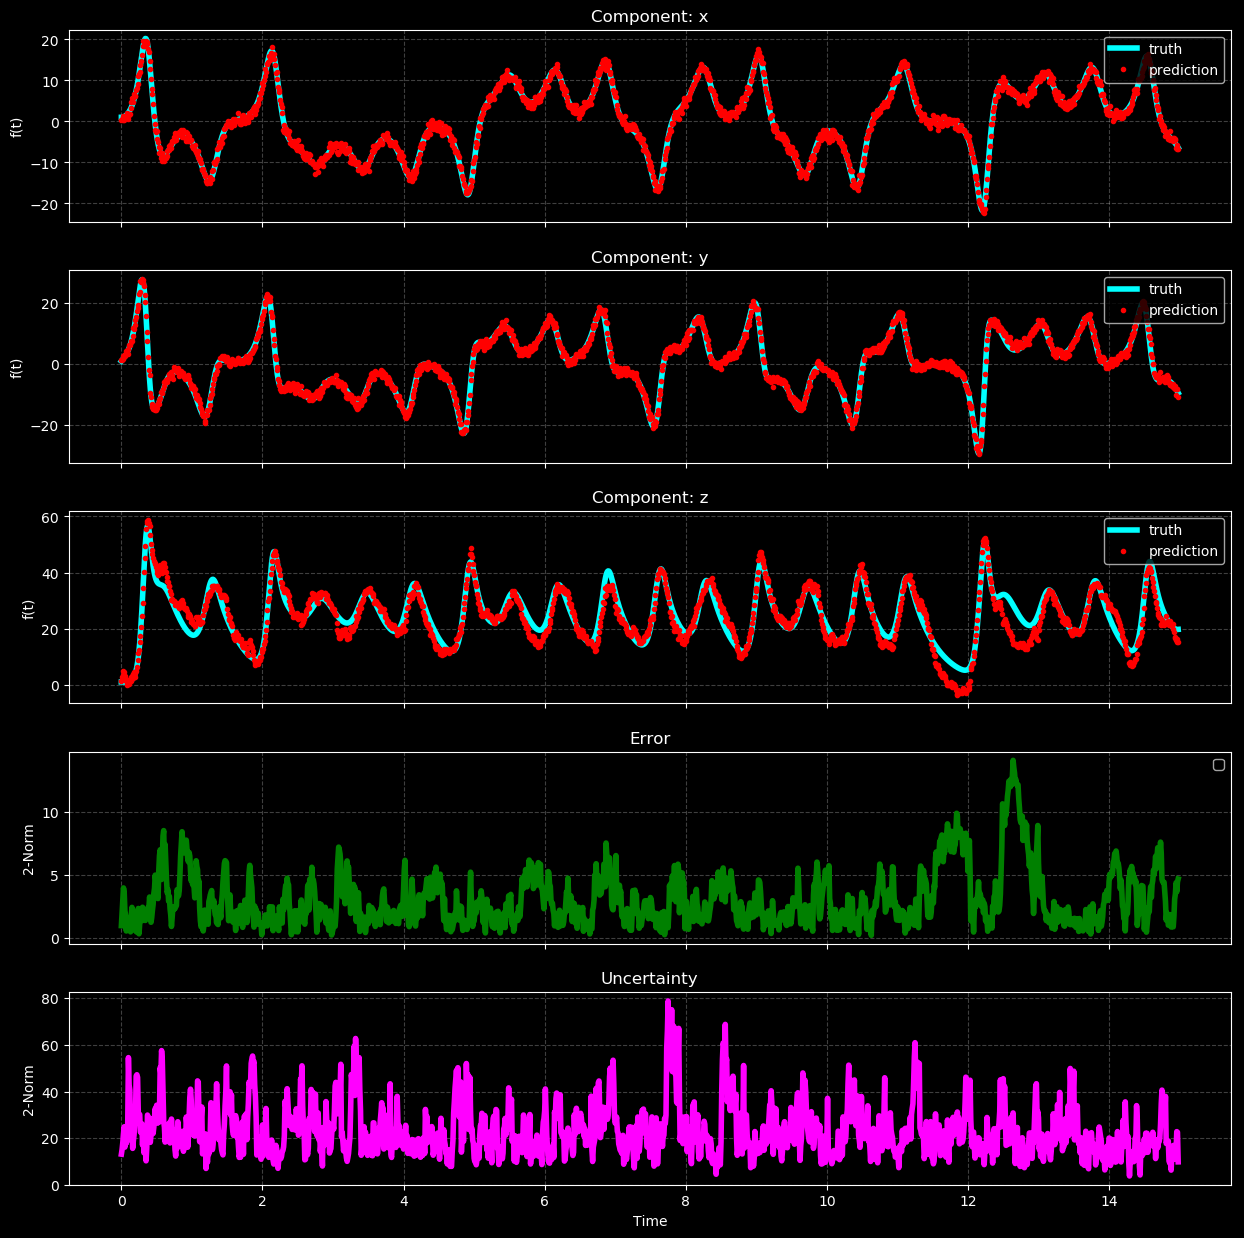 Component: x
20
10
0
−10
−20
f(t)
truth
prediction
Component: y
20
0
−20
f(t)
truth
prediction
Component: z
60
40
20
0
f(t)
truth
prediction
Error
10
5
0
2-Norm
Uncertainty
80
60
40
20
0
2-Norm
0 2 4 6 8 10 12 14
Time